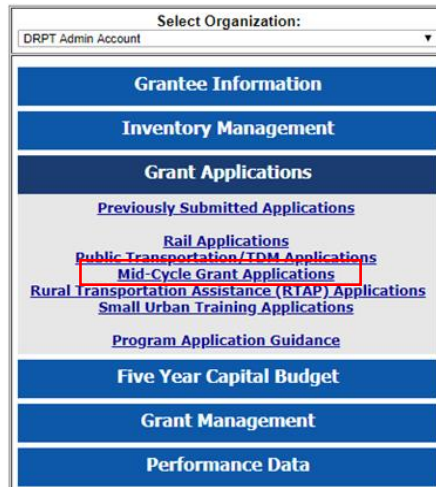 Select Organization:
DRPT Admin Account
Grantee Information
Inventory Management
Grant Applications
Previously Submitted Applications
Rail Applications
Public Transportation/TDM Applications
Mid-Cycle Grant Applications
Rural Transportation Assistance (RTAP) Applications
Small Urban Training Applications
Program Application Guidance
Five Year Capital Budget
Grant Management
Performance Data